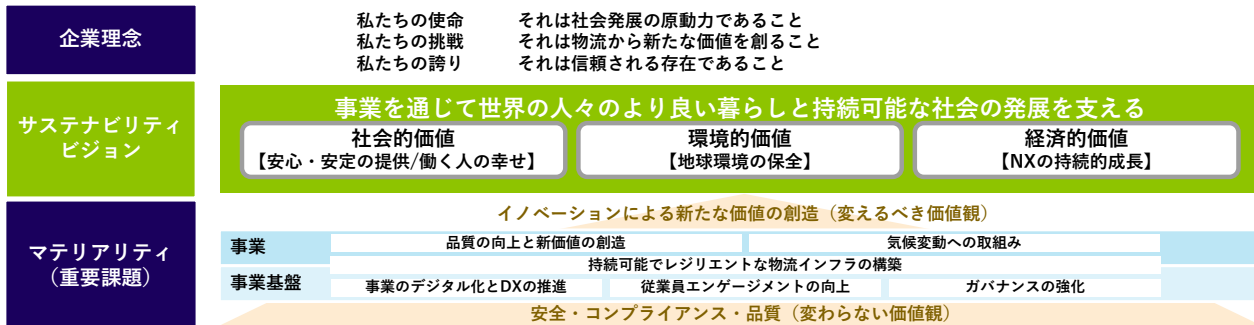 企業理念
私たちの使命 それは社会発展の原動力であること
私たちの挑戦 それは物流から新たな価値を創ること
私たちの誇り それは信頼される存在であること
サステナビリティ
ビジョン
事業を通じて世界の人々のより良い暮らしと持続可能な社会の発展を支える
社会的価値
【安心・安定の提供/働く人の幸せ】
環境的価値
【地球環境の保全】
経済的価値
【NXの持続的成長】
マテリアリティ
（重要課題）
イノベーションによる新たな価値の創造（変えるべき価値観）
事業
品質の向上と新価値の創造
気候変動への取組み
持続可能でレジリエントな物流インフラの構築
事業基盤
事業のデジタル化とDXの推進
従業員エンゲージメントの向上
ガバナンスの強化
安全・コンプライアンス・品質（変わらない価値観）